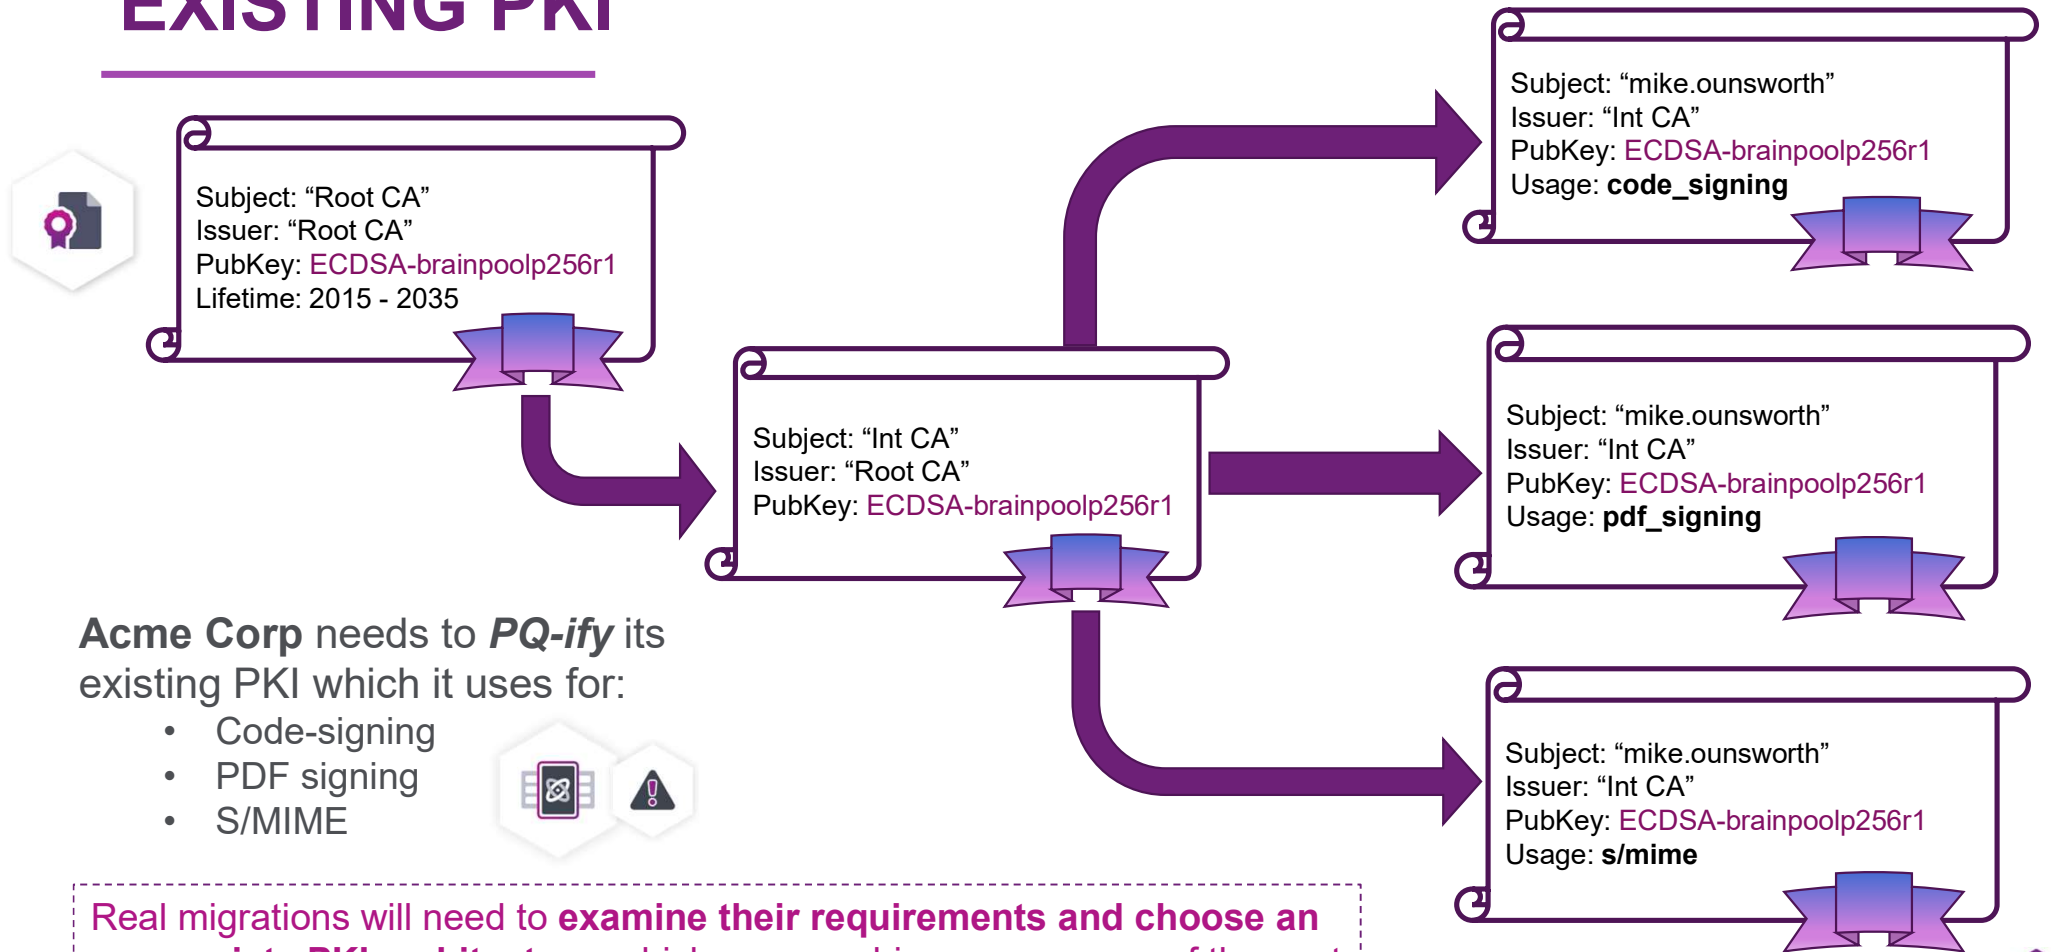 EXISTING PKI
Subject: “Root CA”
Issuer: “Root CA”
PubKey: ECDSA-brainpoolp256r1
Lifetime: 2015 - 2035
Subject: “Int CA”
Issuer: “Root CA”
PubKey: ECDSA-brainpoolp256r1
Subject: “mike.ounsworth”
Issuer: “Int CA”
PubKey: ECDSA-brainpoolp256r1
Usage: code_signing
Subject: “mike.ounsworth”
Issuer: “Int CA”
PubKey: ECDSA-brainpoolp256r1
Usage: pdf_signing
Subject: “mike.ounsworth”
Issuer: “Int CA”
PubKey: ECDSA-brainpoolp256r1
Usage: s/mime
Acme Corp needs to PQ-ify its
existing PKI which it uses for:
• Code-signing
• PDF signing
• S/MIME
Real migrations will need to examine their requirements and choose an